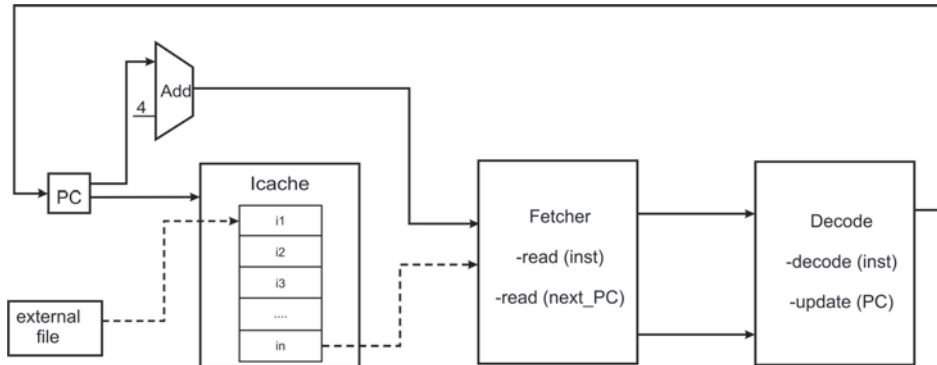 Add
4
PC
Icache
i1
i2
i3
....
in
external
file
Fetcher
-read (inst)
-read (next_PC)
Decode
-decode (inst)
-update (PC)